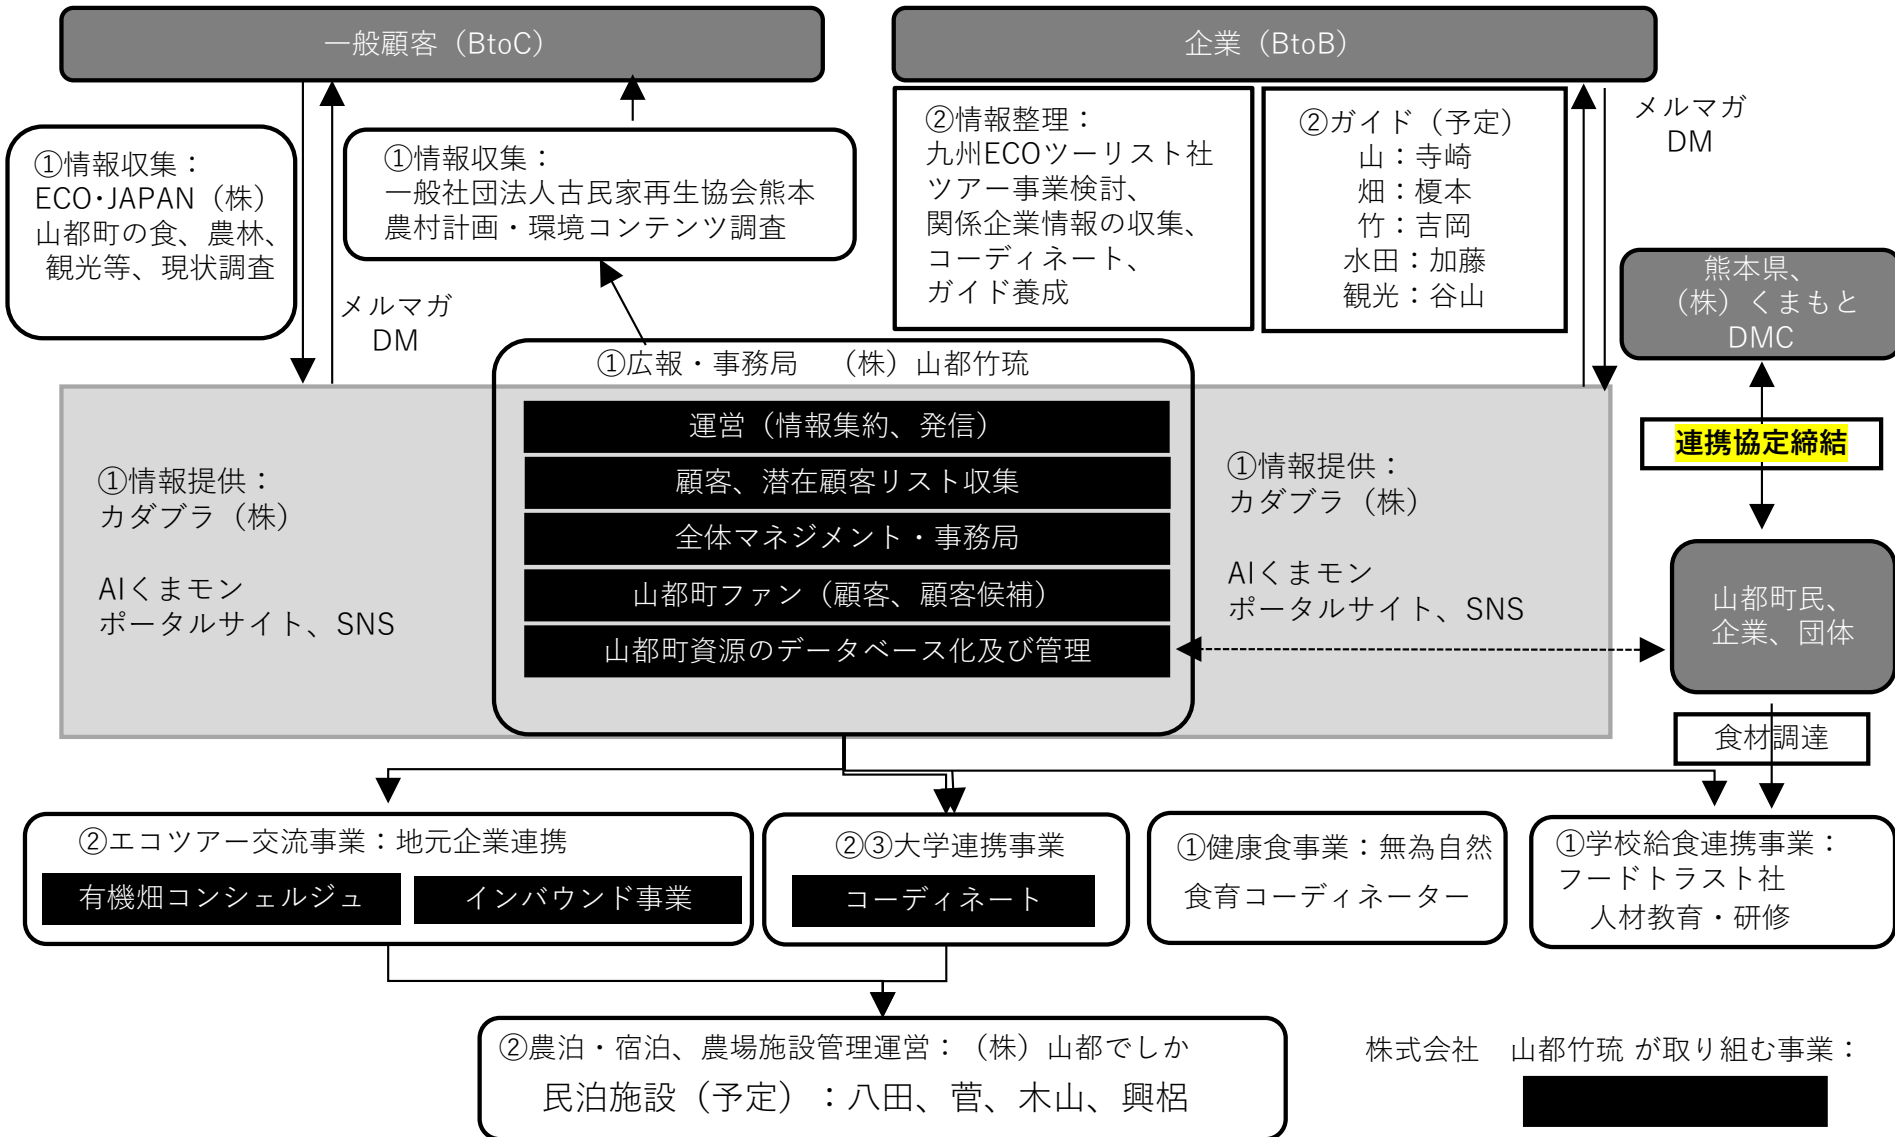 一般顧客（BtoC）
企業（BtoB）
①情報収集：
ECO･JAPAN（株）
山都町の食、農林、
観光等、現状調査
①情報収集：
一般社団法人古民家再生協会熊本
農村計画・環境コンテンツ調査
②情報整理：
九州ECOツーリスト社
ツアー事業検討、
関係企業情報の収集、
コーディネート、
ガイド養成
②ガイド（予定）
山：寺崎
畑：榎本
竹：吉岡
水田：加藤
観光：谷山
メルマガ
DM
メルマガ
DM
熊本県、
（株）くまもと
DMC
①広報・事務局　（株）山都竹琉
運営（情報集約、発信）
顧客、潜在顧客リスト収集
全体マネジメント・事務局
山都町ファン（顧客、顧客候補）
山都町資源のデータベース化及び管理
①情報提供：
カダブラ（株）
AIくまモン
ポータルサイト、SNS
①情報提供：
カダブラ（株）
AIくまモン
ポータルサイト、SNS
連携協定締結
山都町民、
企業、団体
食材調達
②エコツアー交流事業：地元企業連携
有機畑コンシェルジュ
インバウンド事業
②③大学連携事業
コーディネート
①健康食事業：無為自然
食育コーディネーター
①学校給食連携事業：
フードトラスト社
人材教育・研修
②農泊・宿泊、農場施設管理運営：（株）山都でしか
民泊施設（予定）：八田、菅、木山、興梠
株式会社　山都竹琉 が取り組む事業：